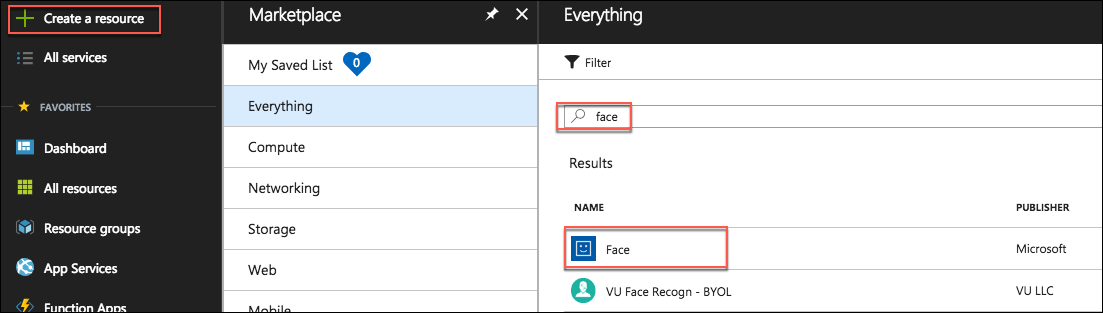 Create a resource
All services
FAVORITES
Dashboard
All resources
Resource groups
App Services
Function Apps
Marketplace
My Saved List 0
Everything
Compute
Networking
Storage
Web
Mobile
Everything
Filter
face
Results
NAME PUBLISHER
Face Microsoft
VU Face Recogn - BYOL VU LLC